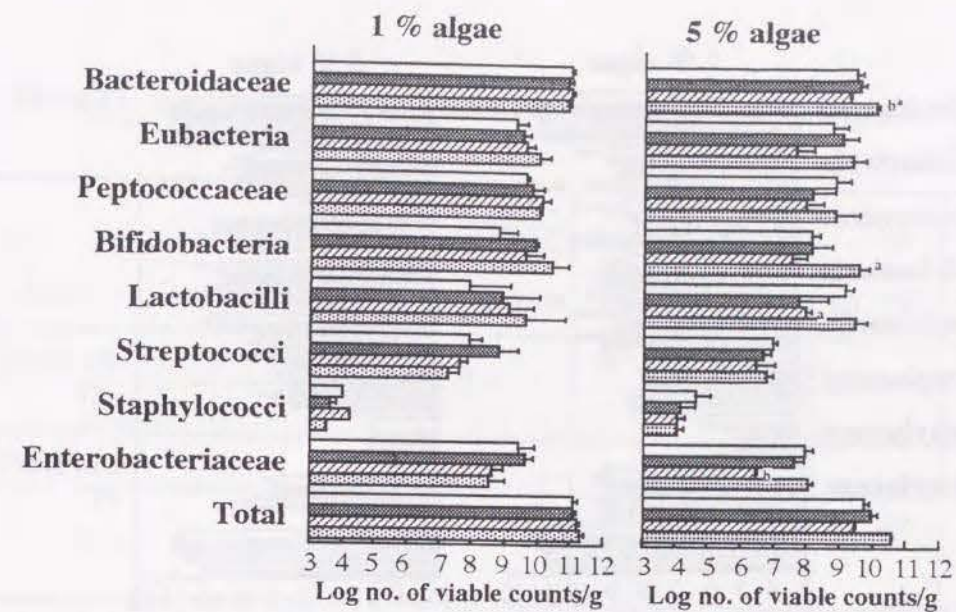 1 % algae
5 % algae
Bacteroidaceae
b*
Eubacteria
Peptococcaceae
Bifidobacteria
a
Lactobacilli
a
Streptococci
Staphylococci
Enterobacteriaceae
b
Total
3 4 5 6 7 8 9 10 11 12
3 4 5 6 7 8 9 10 11 12
Log no. of viable counts/g
Log no. of viable counts/g